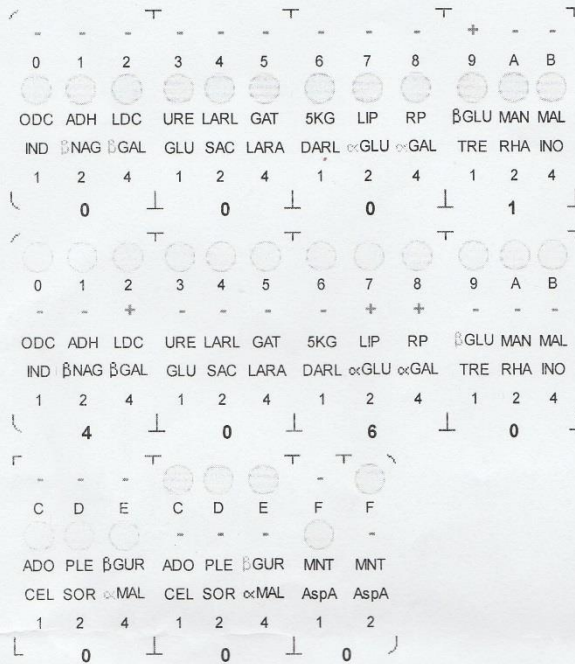 - - - - - - - - - + - -
0 1 2 3 4 5 6 7 8 9 A B
ODC ADH LDC URE LARL GAT 5KG LIP RP βGLU MAN MAL
IND βNAG βGAL GLU SAC LARA DARL αGLU αGAL TRE RHA INO
1 2 4 1 2 4 1 2 4 1 2 4
0 0 0 1
0 1 2 3 4 5 6 7 8 9 A B
- - + - - - - + + - - -
ODC ADH LDC URE LARL GAT 5KG LIP RP βGLU MAN MAL
IND βNAG βGAL GLU SAC LARA DARL αGLU αGAL TRE RHA INO
1 2 4 1 2 4 1 2 4 1 2 4
4 0 6 0
- - - -
C D E C D E F F
- - - -
ADO PLE βGUR ADO PLE βGUR MNT MNT
CEL SOR αMAL CEL SOR αMAL AspA AspA
1 2 4 1 2 4 1 2
0 0 0